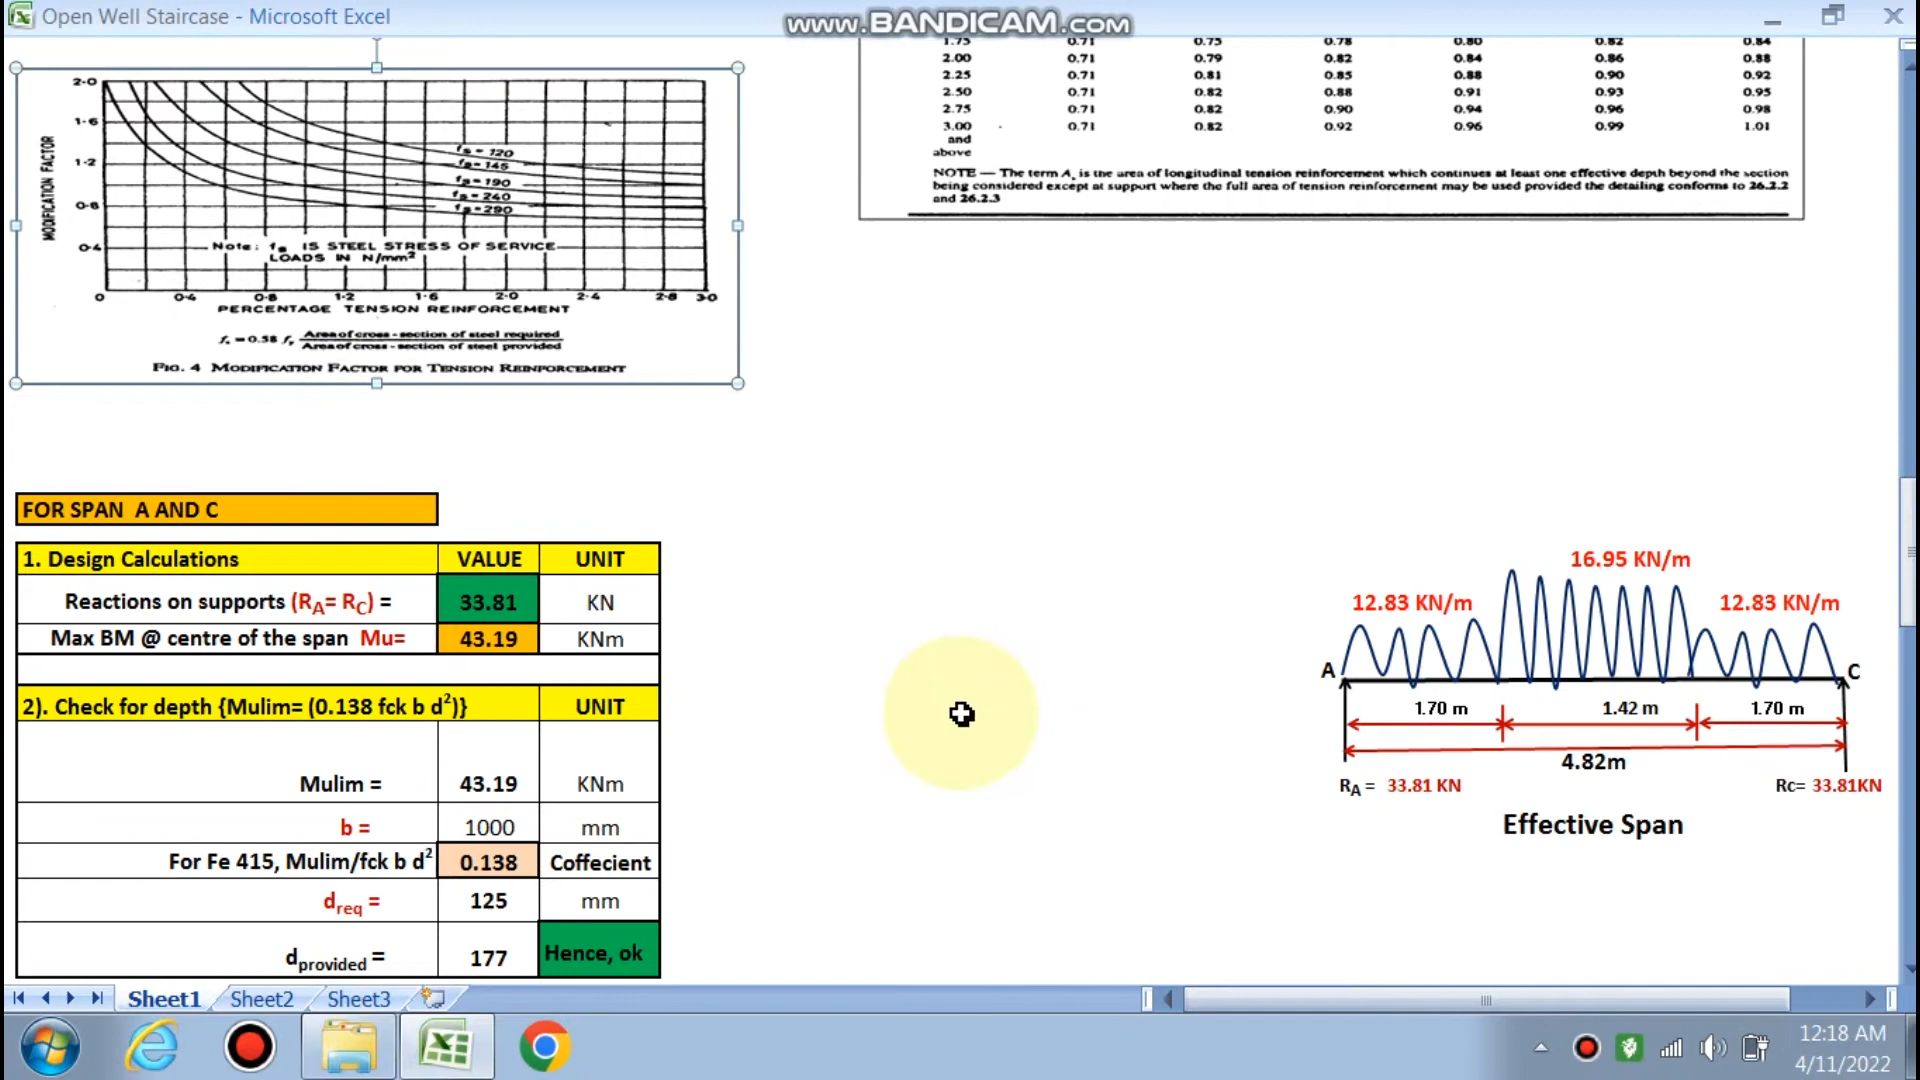 Open Well Staircase - Microsoft Excel
www.BANDICAM.com
1.75 0.71 0.75 0.78 0.80 0.82 0.84
2.00 0.71 0.79 0.82 0.84 0.86 0.88
2.25 0.71 0.81 0.85 0.88 0.90 0.92
2.50 0.71 0.82 0.88 0.91 0.93 0.95
2.75 0.71 0.82 0.90 0.94 0.96 0.98
3.00 0.71 0.82 0.92 0.96 0.99 1.01
and
above
NOTE — The term As is the area of longitudinal tension reinforcement which continues at least one effective depth beyond the section
being considered except at support where the full area of tension reinforcement may be used provided the detailing conforms to 26.2.2
and 26.2.3
MODIFICATION FACTOR
2·0
1·6
1·2
0·8
0·4
fs= 120
fs= 145
fs= 190
fs= 240
fs= 290
Note: fs IS STEEL STRESS OF SERVICE
LOADS IN N/mm²
0 0·4 0·8 1·2 1·6 2·0 2·4 2·8 3·0
PERCENTAGE TENSION REINFORCEMENT
fs = 0.58 fy Area of cross-section of steel required
Area of cross-section of steel provided
FIG. 4 MODIFICATION FACTOR FOR TENSION REINFORCEMENT
FOR SPAN A AND C
1. Design Calculations VALUE UNIT
Reactions on supports (RA= RC) = 33.81 KN
Max BM @ centre of the span Mu= 43.19 KNm
2). Check for depth {Mulim= (0.138 fck b d²)} UNIT
Mulim = 43.19 KNm
b = 1000 mm
For Fe 415, Mulim/fck b d² 0.138 Coffecient
dreq = 125 mm
dprovided = 177 Hence, ok
16.95 KN/m
12.83 KN/m 12.83 KN/m
A C
1.70 m 1.42 m 1.70 m
4.82m
RA = 33.81 KN Rc= 33.81KN
Effective Span
Sheet1 Sheet2 Sheet3
12:18 AM
4/11/2022